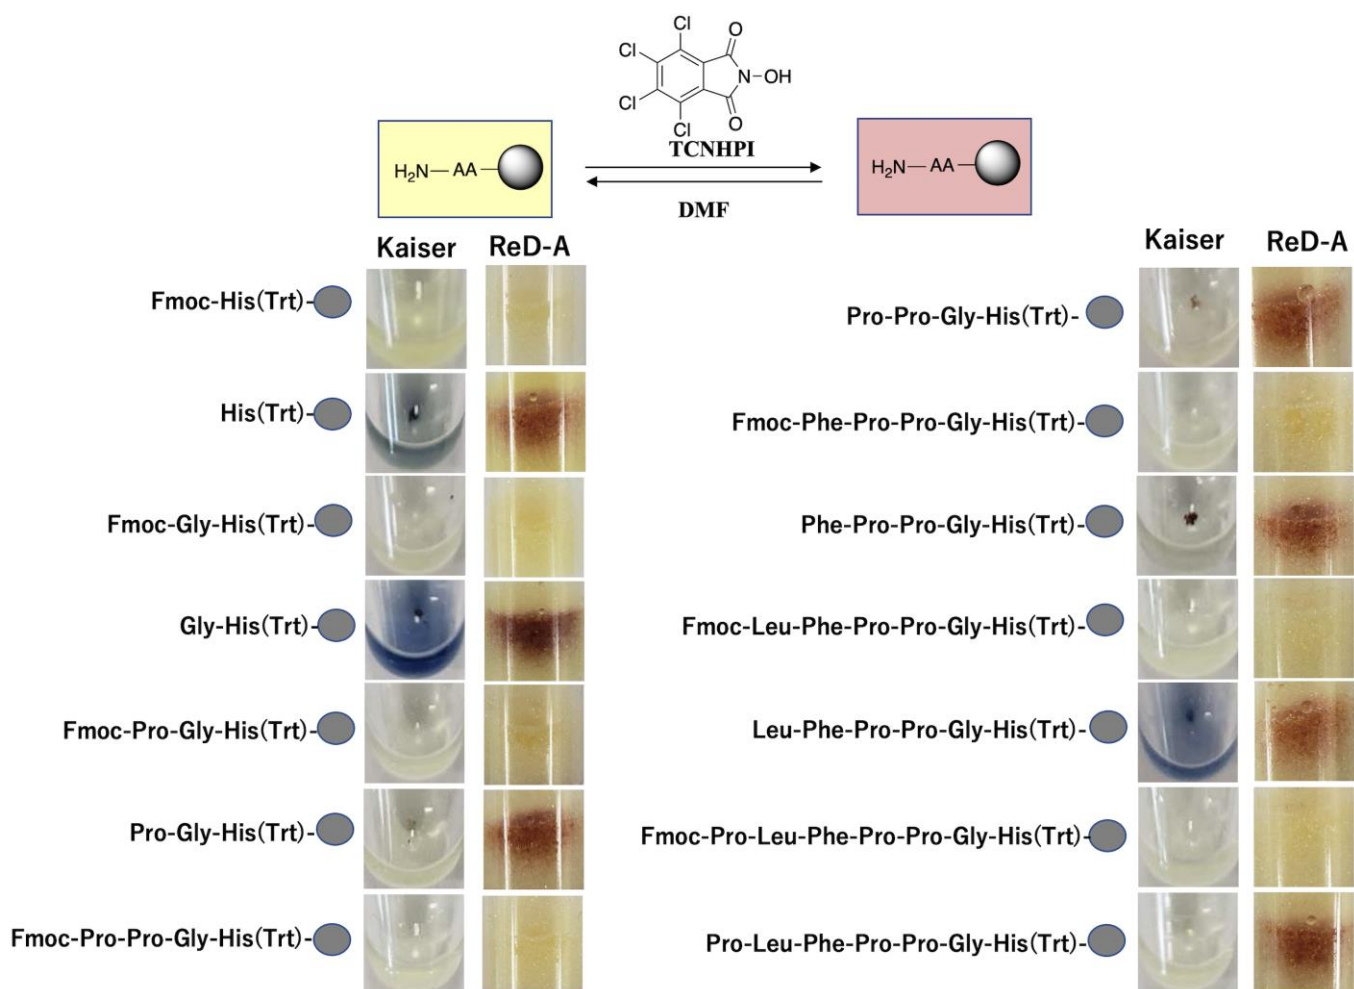 Cl
O
Cl
N-OH
Cl
Cl
O
TCNHPI
H₂N—AA—
H₂N—AA—
DMF
Kaiser ReD-A
Kaiser ReD-A
Fmoc-His(Trt)-
His(Trt)-
Fmoc-Gly-His(Trt)-
Gly-His(Trt)-
Fmoc-Pro-Gly-His(Trt)-
Pro-Gly-His(Trt)-
Fmoc-Pro-Pro-Gly-His(Trt)-
Pro-Pro-Gly-His(Trt)-
Fmoc-Phe-Pro-Pro-Gly-His(Trt)-
Phe-Pro-Pro-Gly-His(Trt)-
Fmoc-Leu-Phe-Pro-Pro-Gly-His(Trt)-
Leu-Phe-Pro-Pro-Gly-His(Trt)-
Fmoc-Pro-Leu-Phe-Pro-Pro-Gly-His(Trt)-
Pro-Leu-Phe-Pro-Pro-Gly-His(Trt)-